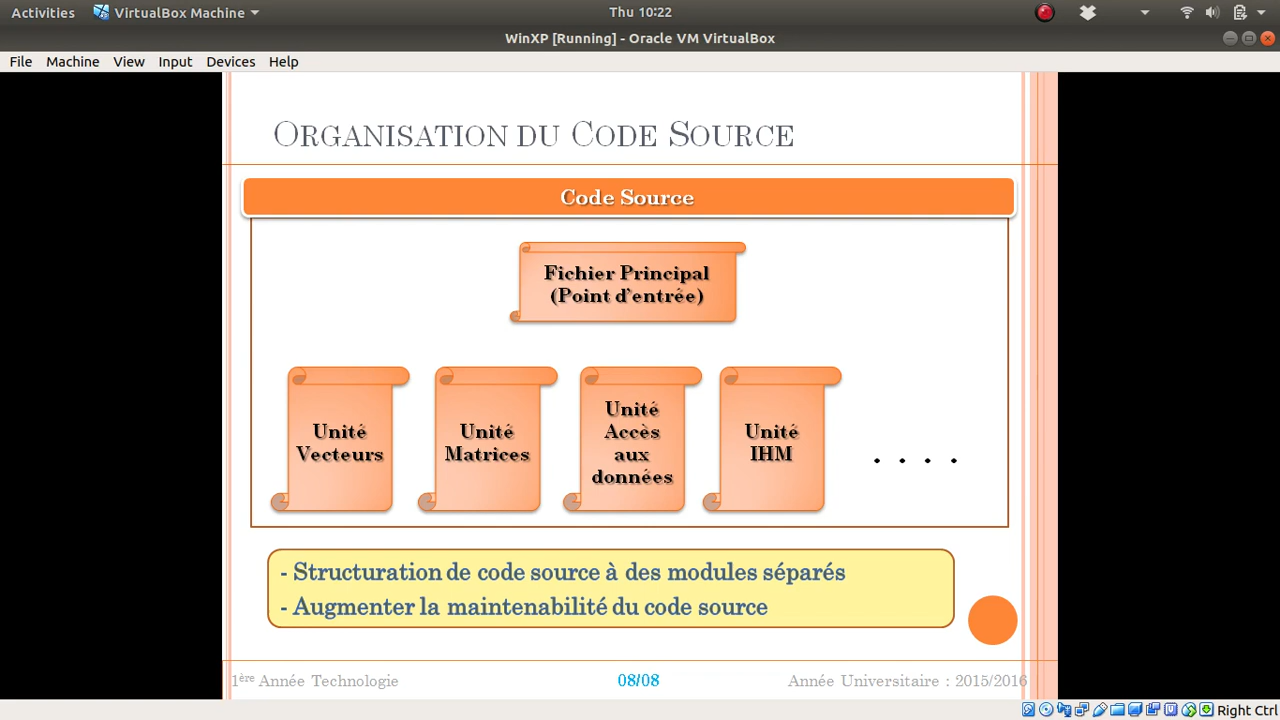 Activities VirtualBox Machine Thu 10:22
WinXP [Running] - Oracle VM VirtualBox
File Machine View Input Devices Help
Organisation du Code Source
Code Source
Fichier Principal
(Point d'entrée)
Unité
Vecteurs
Unité
Matrices
Unité
Accès
aux
données
Unité
IHM
. . . .
- Structuration de code source à des modules séparés
- Augmenter la maintenabilité du code source
1ère Année Technologie 08/08 Année Universitaire : 2015/2016
Right Ctrl